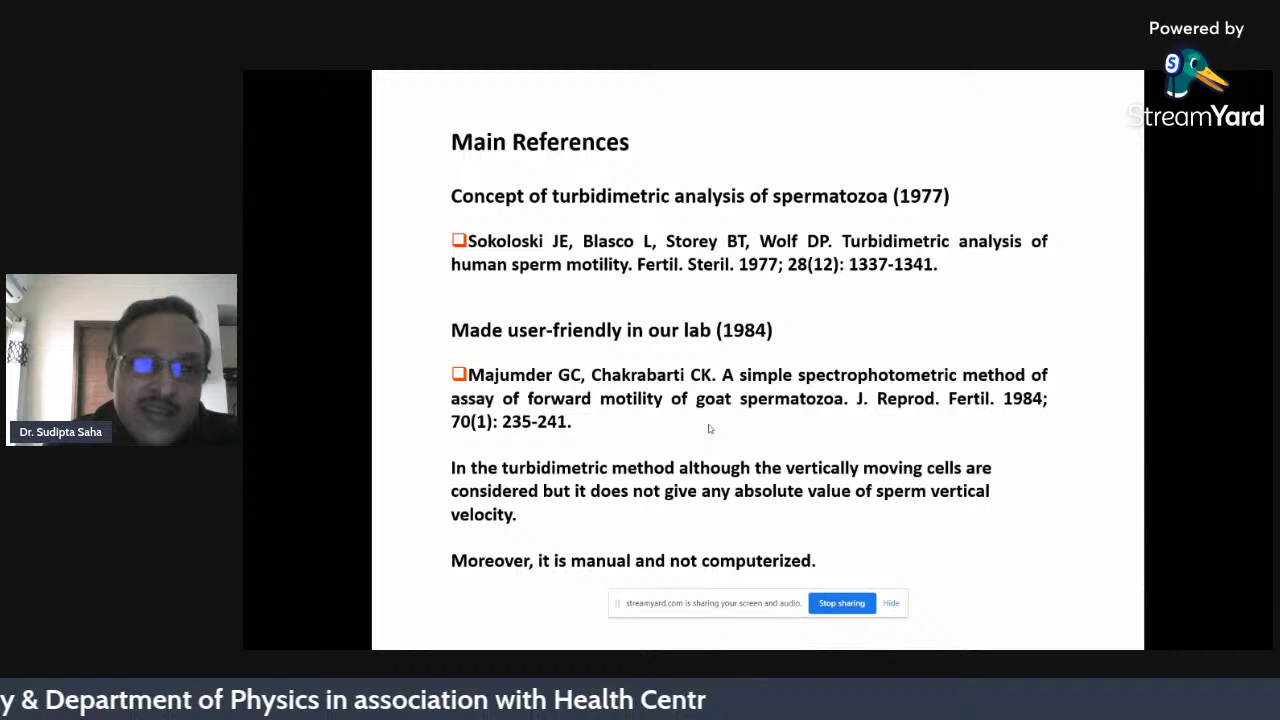 Powered by
StreamYard
Main References
Concept of turbidimetric analysis of spermatozoa (1977)
Sokoloski JE, Blasco L, Storey BT, Wolf DP. Turbidimetric analysis of
human sperm motility. Fertil. Steril. 1977; 28(12): 1337-1341.
Made user-friendly in our lab (1984)
Majumder GC, Chakrabarti CK. A simple spectrophotometric method of
assay of forward motility of goat spermatozoa. J. Reprod. Fertil. 1984;
70(1): 235-241.
In the turbidimetric method although the vertically moving cells are
considered but it does not give any absolute value of sperm vertical
velocity.
Moreover, it is manual and not computerized.
streamyard.com is sharing your screen and audio. Stop sharing Hide
Dr. Sudipta Saha
y & Department of Physics in association with Health Centr